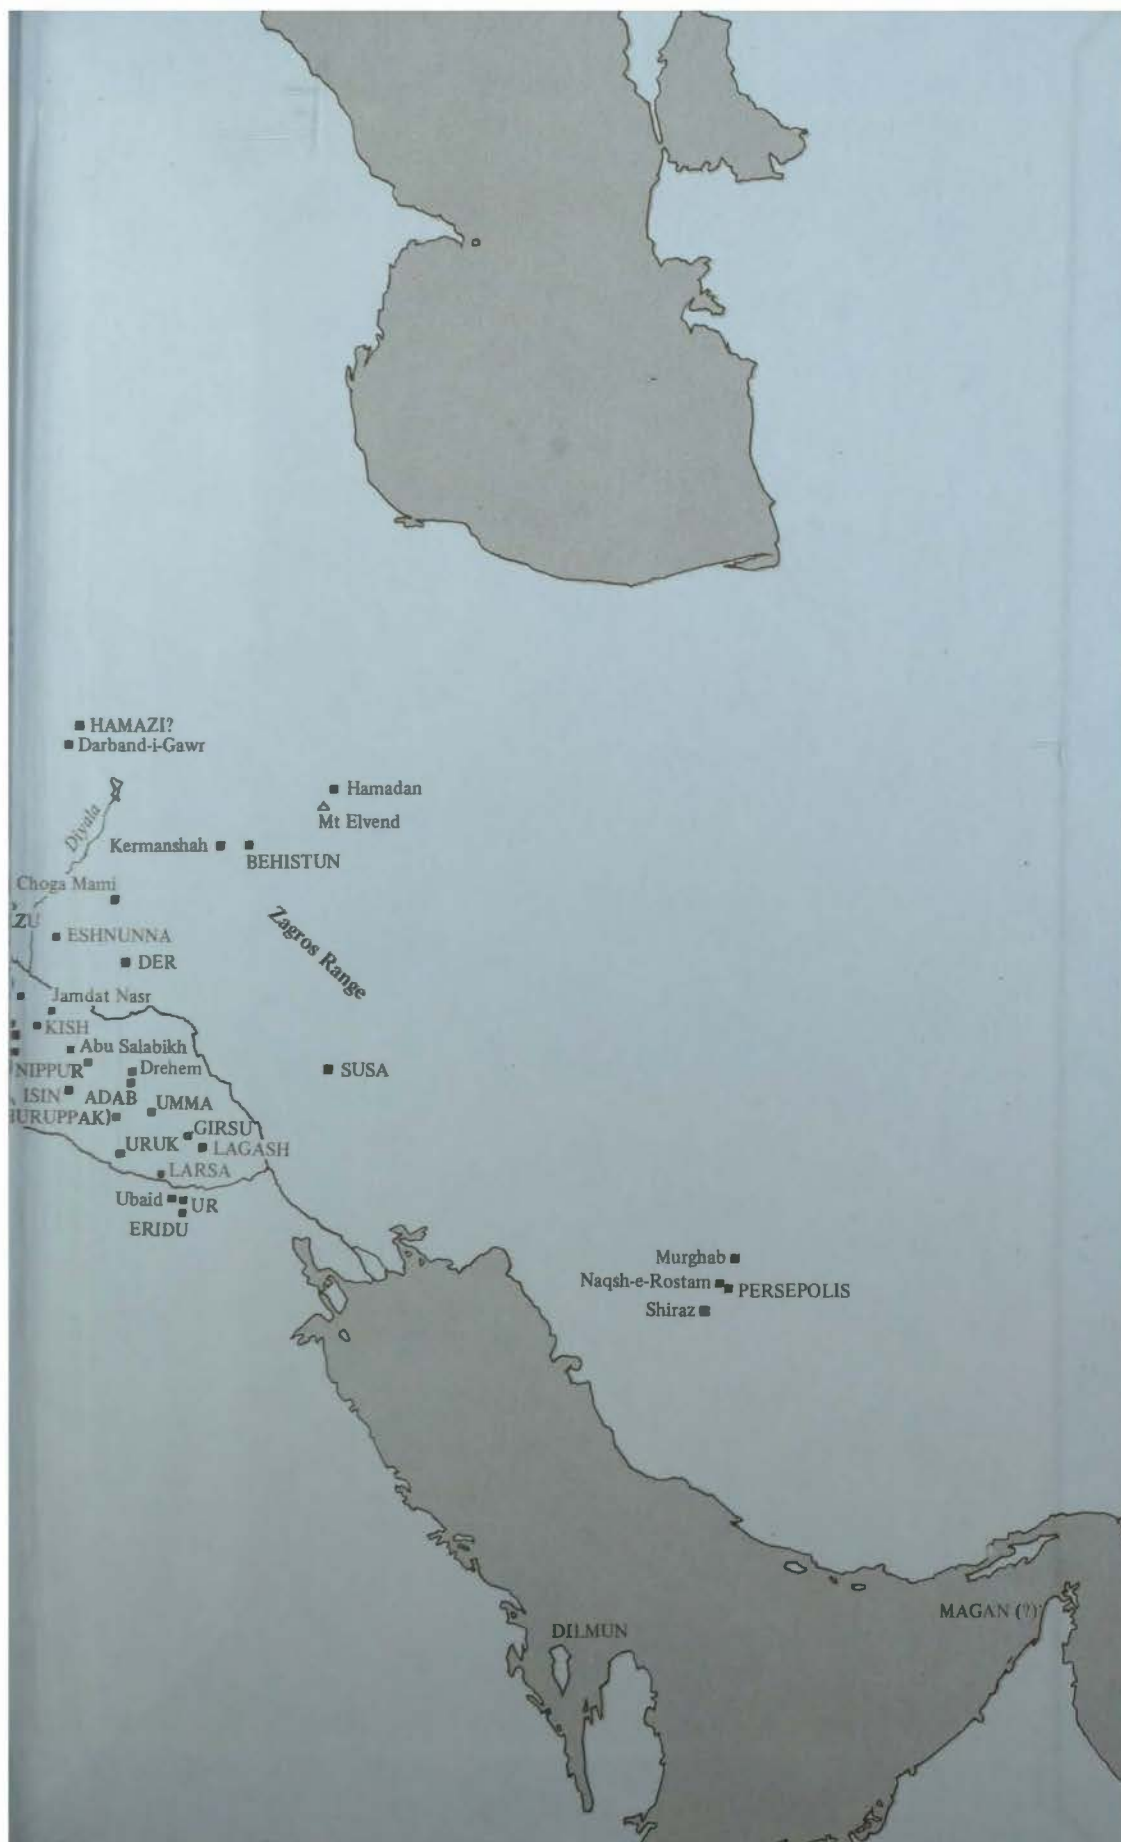 HAMAZI?
Darband-i-Gawr
Hamadan
Diyala
Mt Elvend
Kermanshah
BEHISTUN
Choga Mami
ZU
Zagros Range
ESHNUNNA
DER
Jamdat Nasr
KISH
Abu Salabikh
NIPPUR
Drehem
SUSA
ISIN
ADAB
UMMA
URUPPAK)
GIRSU
URUK
LAGASH
LARSA
Ubaid
UR
ERIDU
Murghab
Naqsh-e-Rostam
PERSEPOLIS
Shiraz
MAGAN (?)
DILMUN